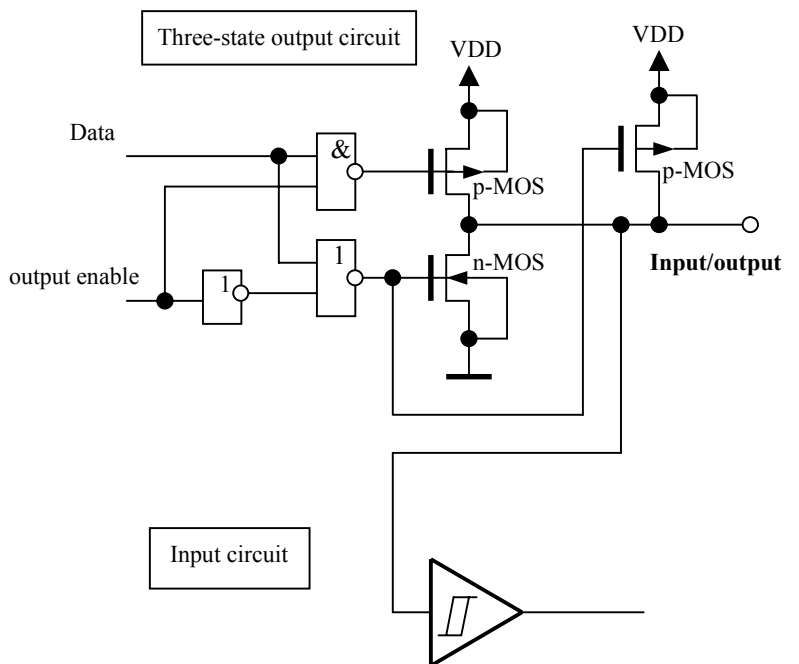 Three-state output circuit
VDD
VDD
Data
&
p-MOS
p-MOS
1
n-MOS
Input/output
output enable
1
Input circuit